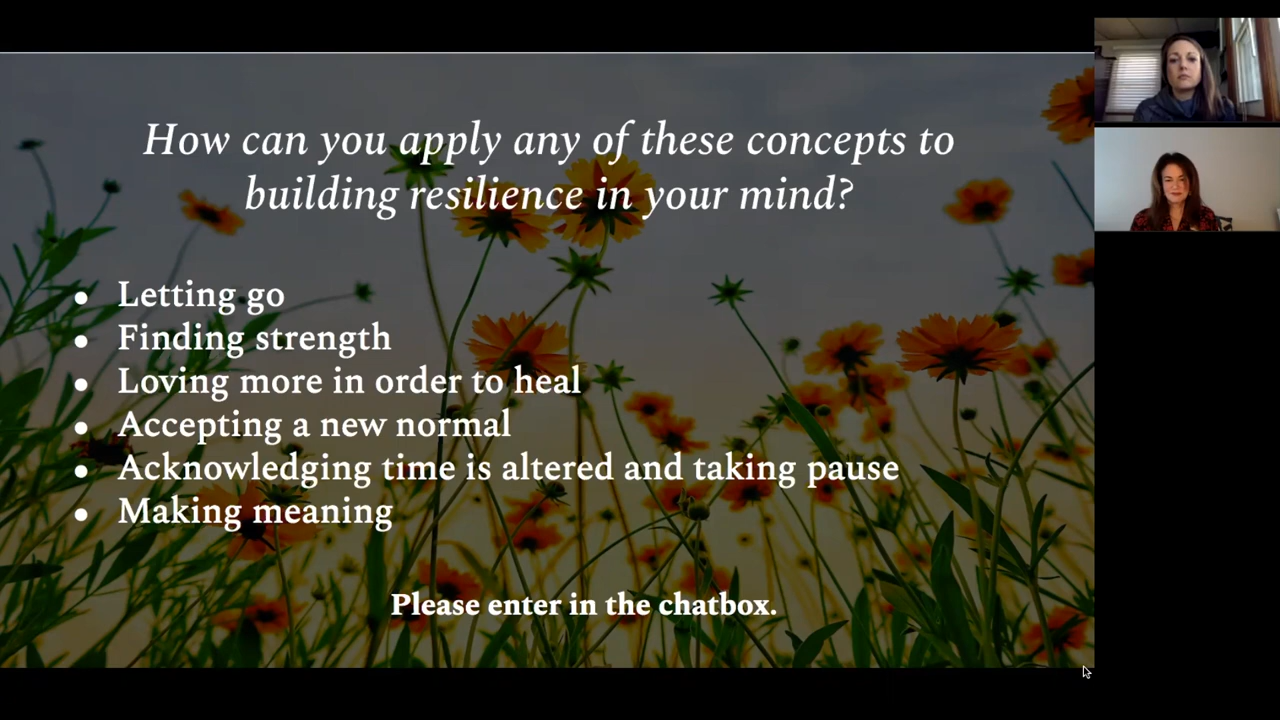 How can you apply any of these concepts to
building resilience in your mind?
● Letting go
● Finding strength
● Loving more in order to heal
● Accepting a new normal
● Acknowledging time is altered and taking pause
● Making meaning
Please enter in the chatbox.